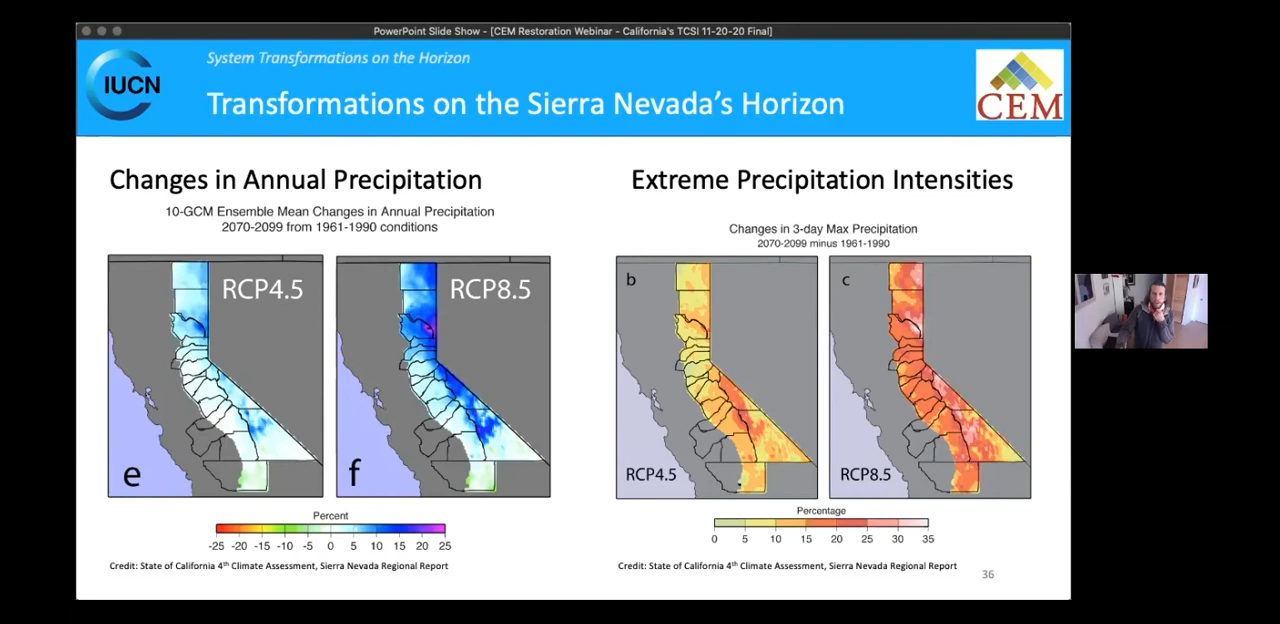 PowerPoint Slide Show - [CEM Restoration Webinar - California's TCSI 11-20-20 Final]
IUCN
System Transformations on the Horizon
Transformations on the Sierra Nevada's Horizon
CEM
Changes in Annual Precipitation
10-GCM Ensemble Mean Changes in Annual Precipitation
2070-2099 from 1961-1990 conditions
RCP4.5
e
RCP8.5
f
Percent
-25 -20 -15 -10 -5 0 5 10 15 20 25
Credit: State of California 4th Climate Assessment, Sierra Nevada Regional Report
Extreme Precipitation Intensities
Changes in 3-day Max Precipitation
2070-2099 minus 1961-1990
b
RCP4.5
c
RCP8.5
Percentage
0 5 10 15 20 25 30 35
Credit: State of California 4th Climate Assessment, Sierra Nevada Regional Report
36